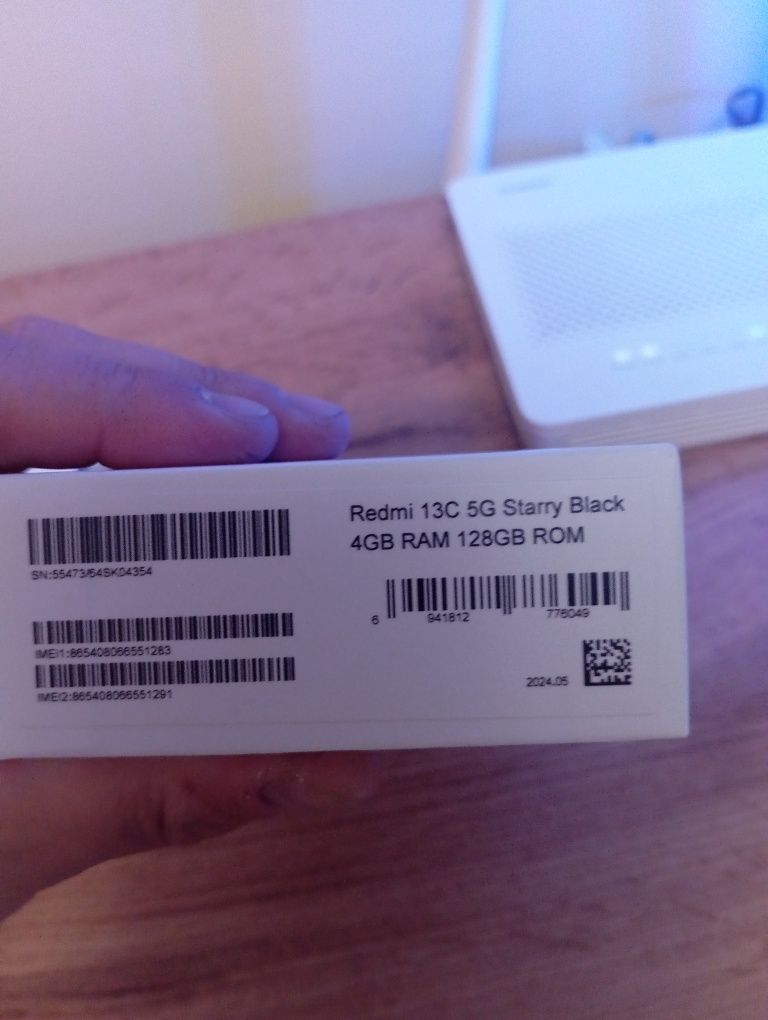 Redmi 13C 5G Starry Black
4GB RAM 128GB ROM
SN:55473/64SK04354
6 941812 776049
IMEI1:865408066551283
IMEI2:865408066551291
2024.05